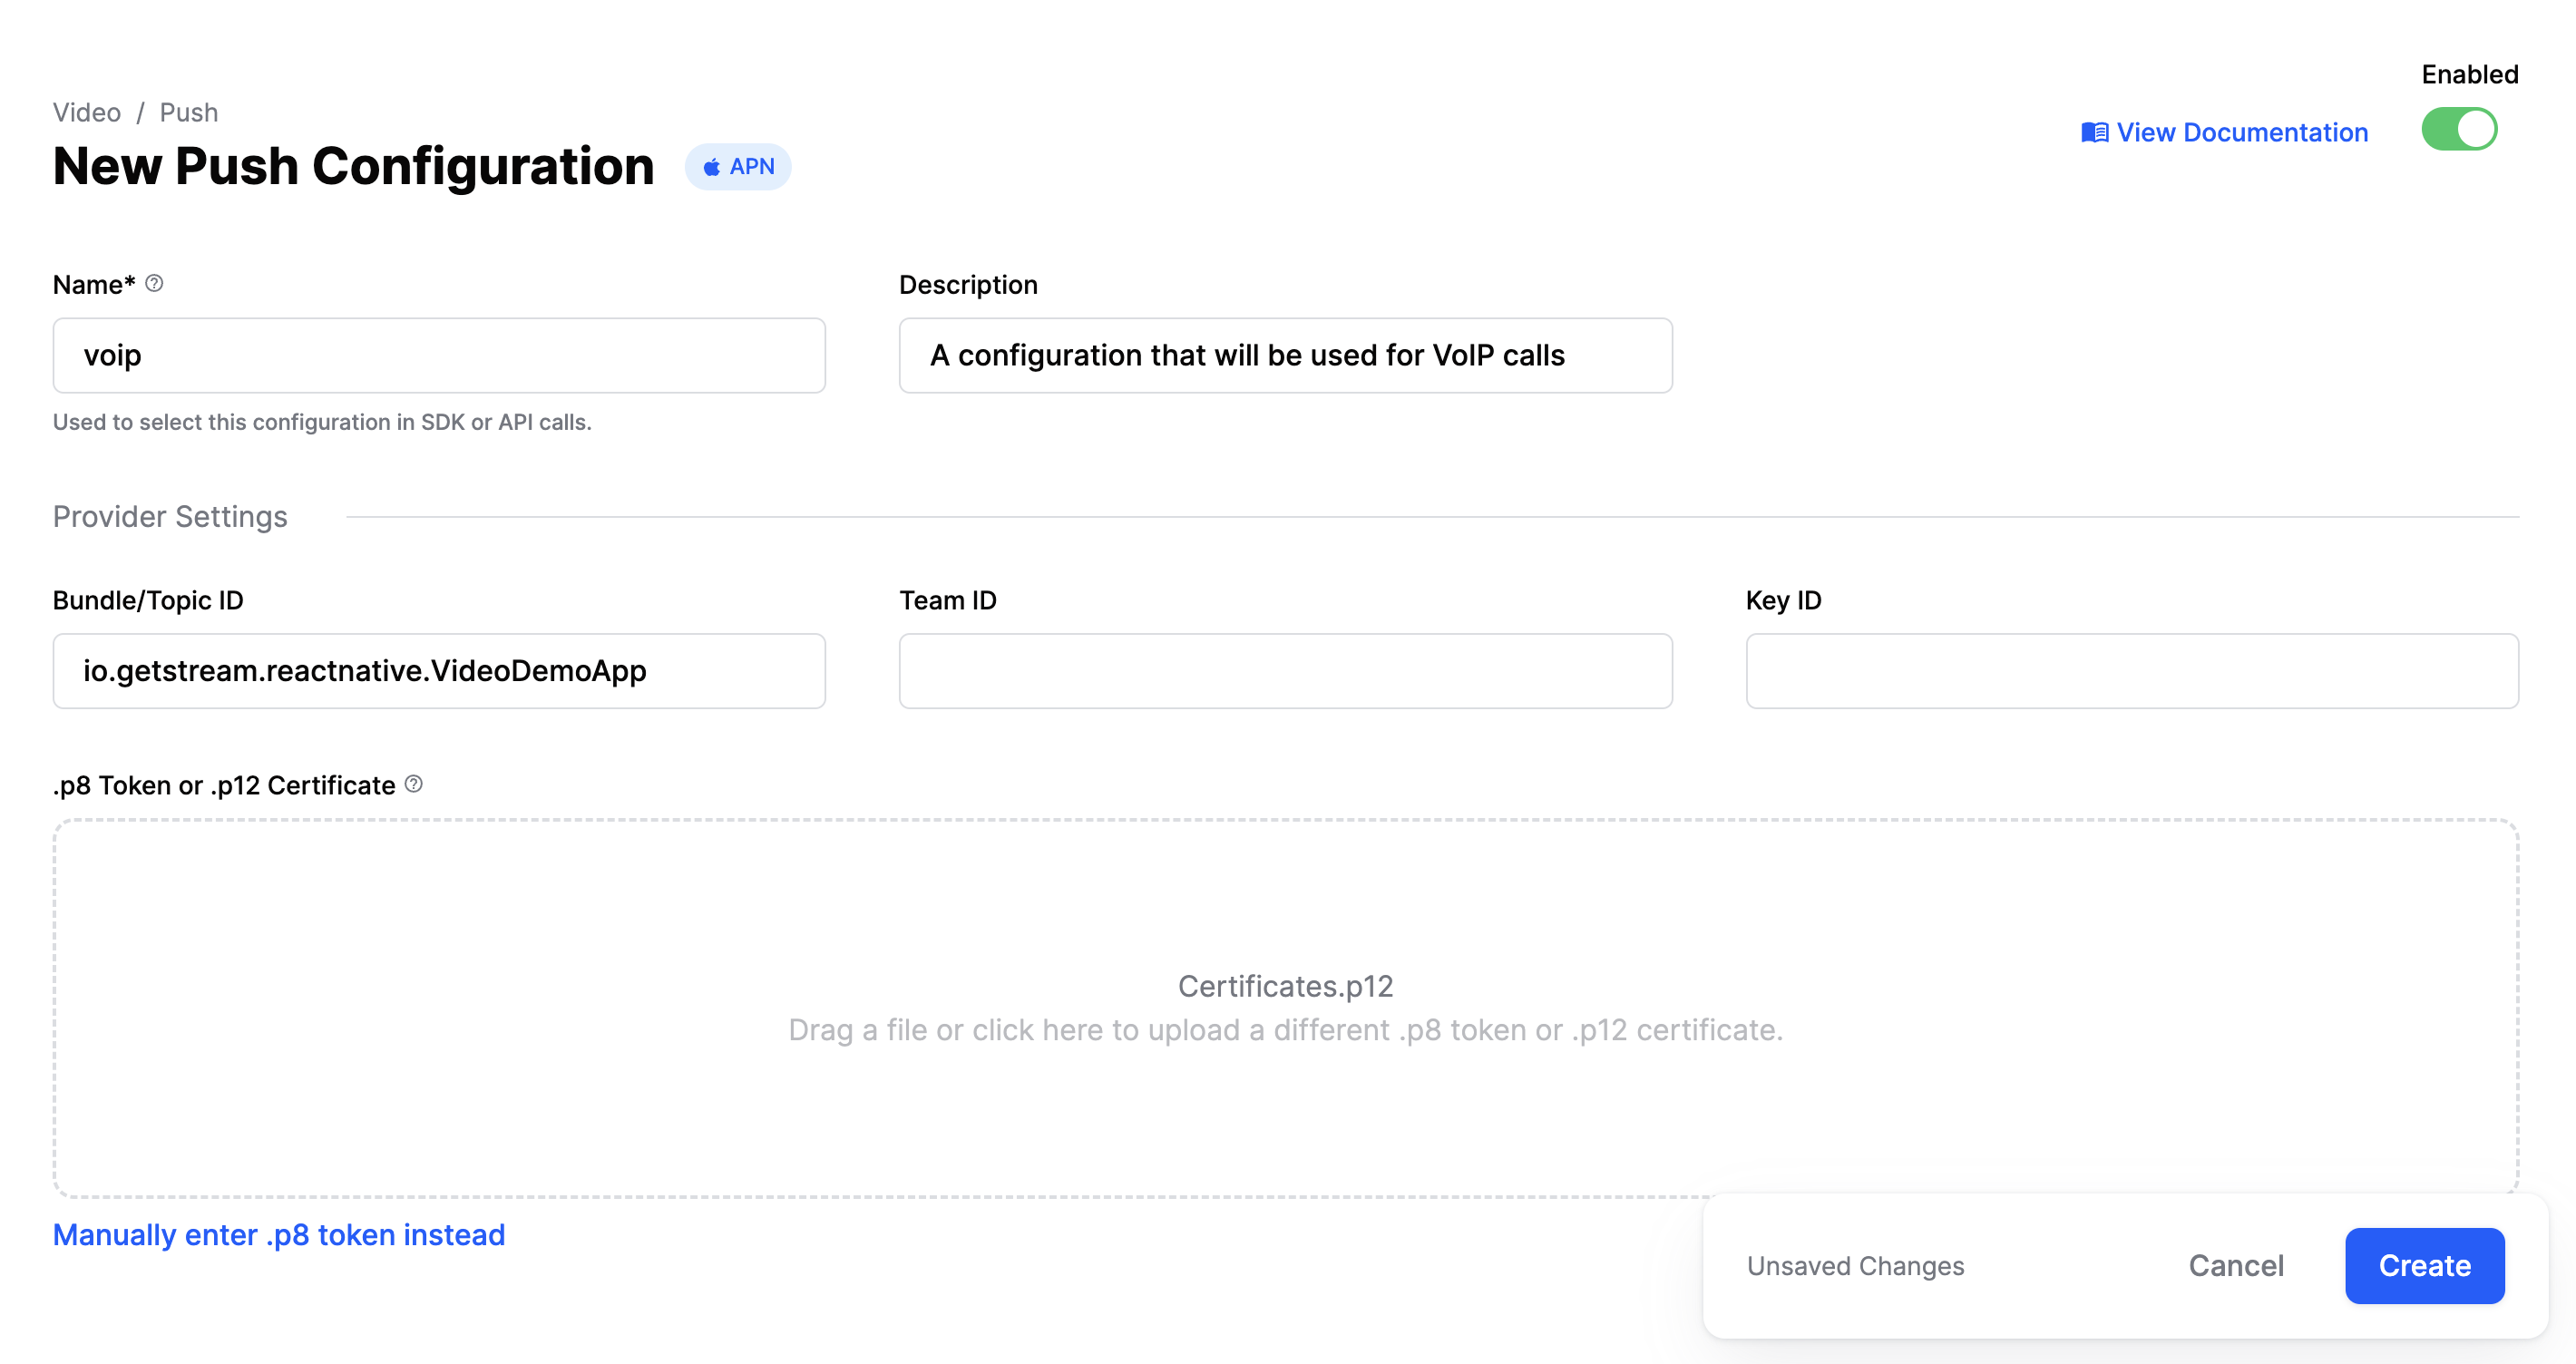 Enabled
Video / Push
View Documentation
New Push Configuration APN
Name*
Description
voip
A configuration that will be used for VoIP calls
Used to select this configuration in SDK or API calls.
Provider Settings
Bundle/Topic ID
Team ID
Key ID
io.getstream.reactnative.VideoDemoApp
.p8 Token or .p12 Certificate
Certificates.p12
Drag a file or click here to upload a different .p8 token or .p12 certificate.
Manually enter .p8 token instead
Unsaved Changes
Cancel
Create